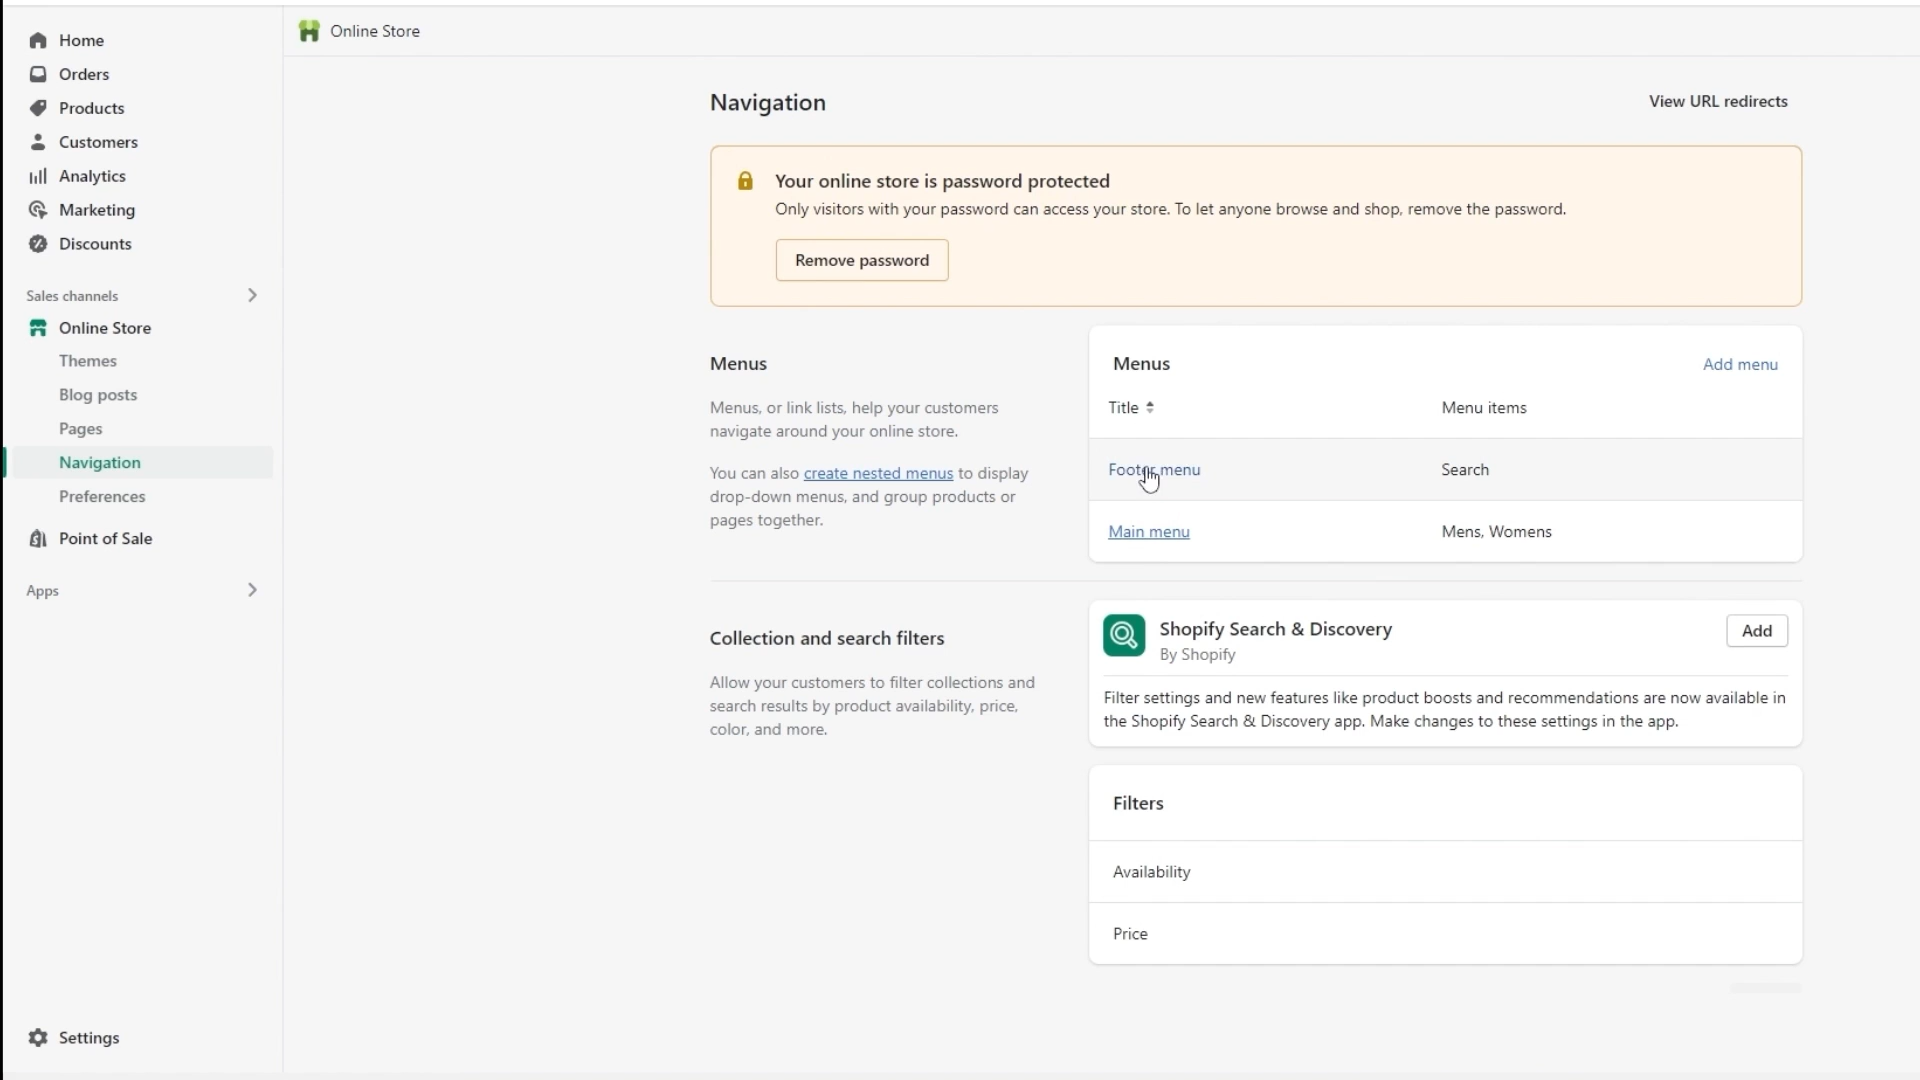 Home
Orders
Products
Customers
Analytics
Marketing
Discounts
Sales channels
Online Store
Themes
Blog posts
Pages
Navigation
Preferences
Point of Sale
Apps
Settings
Online Store
Navigation
View URL redirects
Your online store is password protected
Only visitors with your password can access your store. To let anyone browse and shop, remove the password.
Remove password
Menus
Menus, or link lists, help your customers
navigate around your online store.
You can also create nested menus to display
drop-down menus, and group products or
pages together.
Menus
Add menu
Title
Menu items
Footer menu
Search
Main menu
Mens, Womens
Collection and search filters
Allow your customers to filter collections and
search results by product availability, price,
color, and more.
Shopify Search & Discovery
By Shopify
Add
Filter settings and new features like product boosts and recommendations are now available in
the Shopify Search & Discovery app. Make changes to these settings in the app.
Filters
Availability
Price